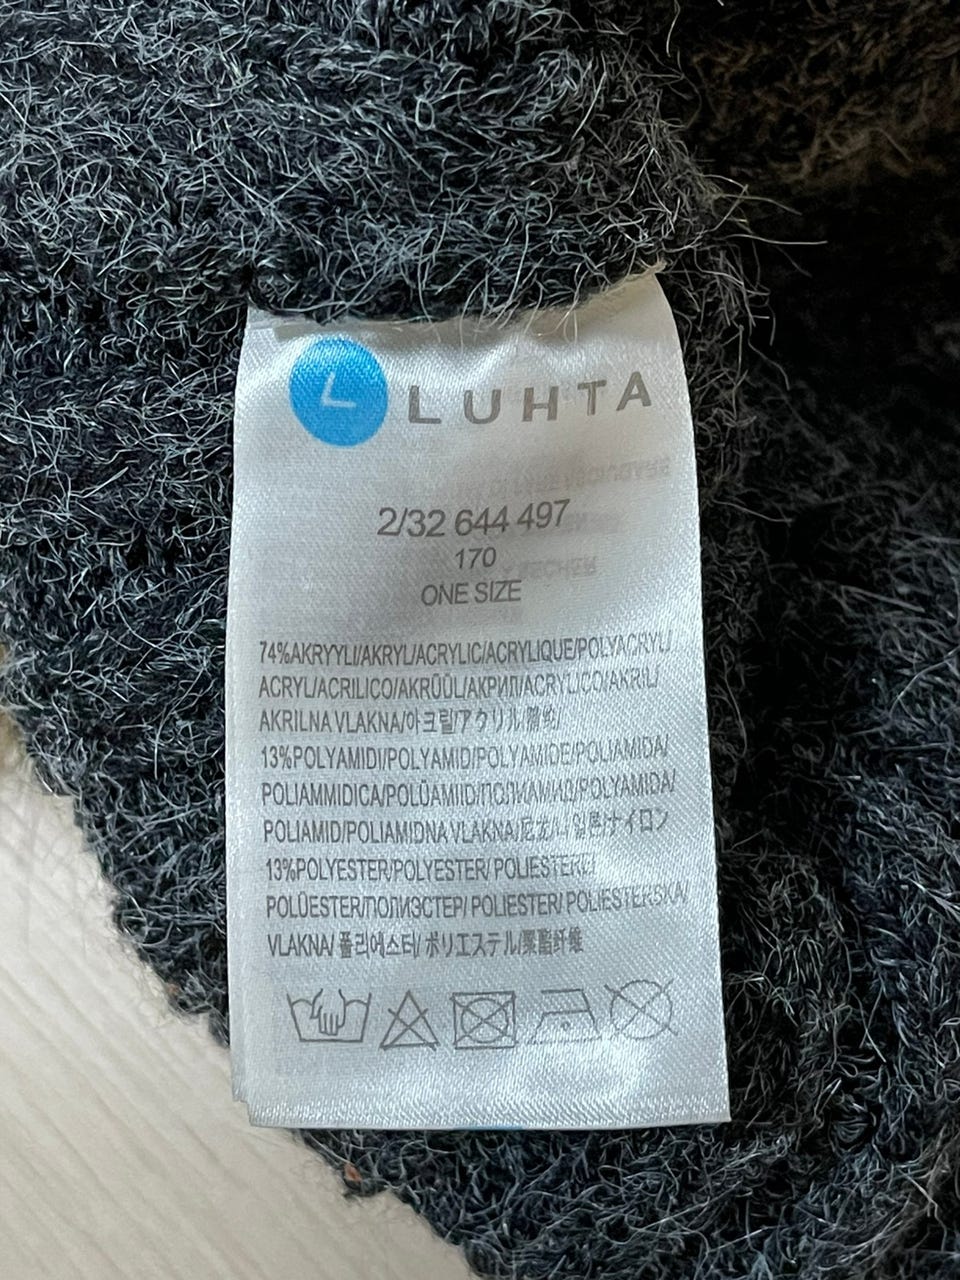 L LUHTA
2/32 644 497
170
ONE SIZE
74%AKRYYLI/AKRYL/ACRYLIC/ACRYLIQUE/POLYACRYL/
ACRYL/ACRILICO/AKRÜÜL/АКРИЛ/ACRYLICO/AKRIL/
AKRILNA VLAKNA/아크릴/アクリル/腈纶/
13%POLYAMIDI/POLYAMID/POLYAMIDE/POLIAMIDA/
POLIAMMIDICA/POLÜAMIID/ПОЛИАМИД/POLYAMIDA/
POLIAMID/POLIAMIDNA VLAKNA/尼龙/나일론/ナイロン
13%POLYESTER/POLYESTER/ POLIESTERE/
POLÜESTER/ПОЛИЭСТЕР/ POLIESTER/ POLIESTERSKA/
VLAKNA/ 폴리에스터/ ポリエステル/聚酯纤维